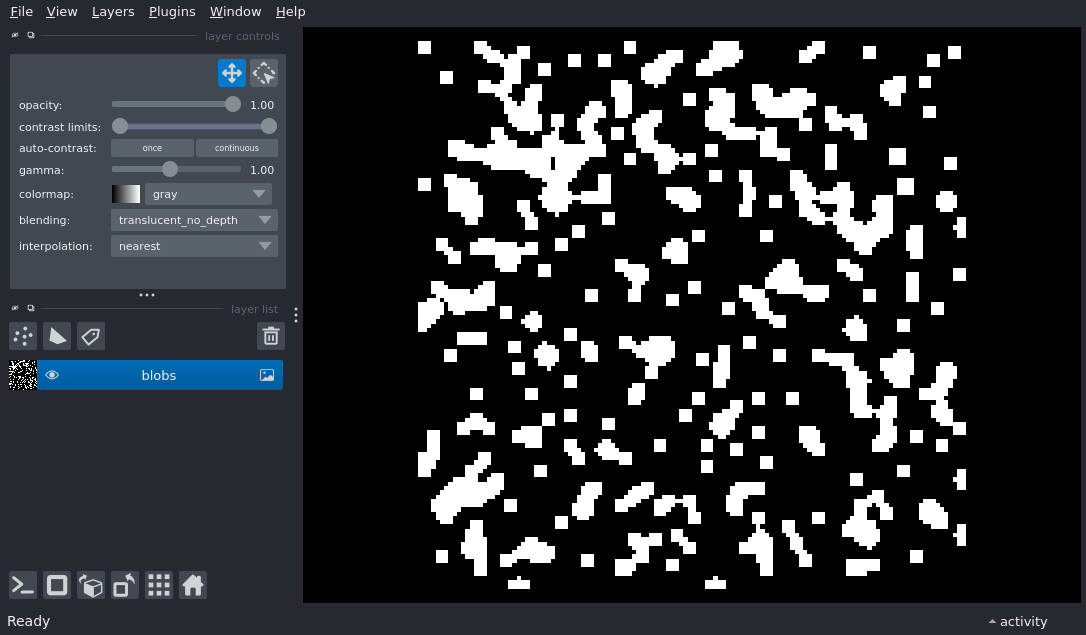 File View Layers Plugins Window Help
layer controls
opacity: 1.00
contrast limits:
auto-contrast: once continuous
gamma: 1.00
colormap: gray
blending: translucent_no_depth
interpolation: nearest
layer list
blobs
Ready
activity